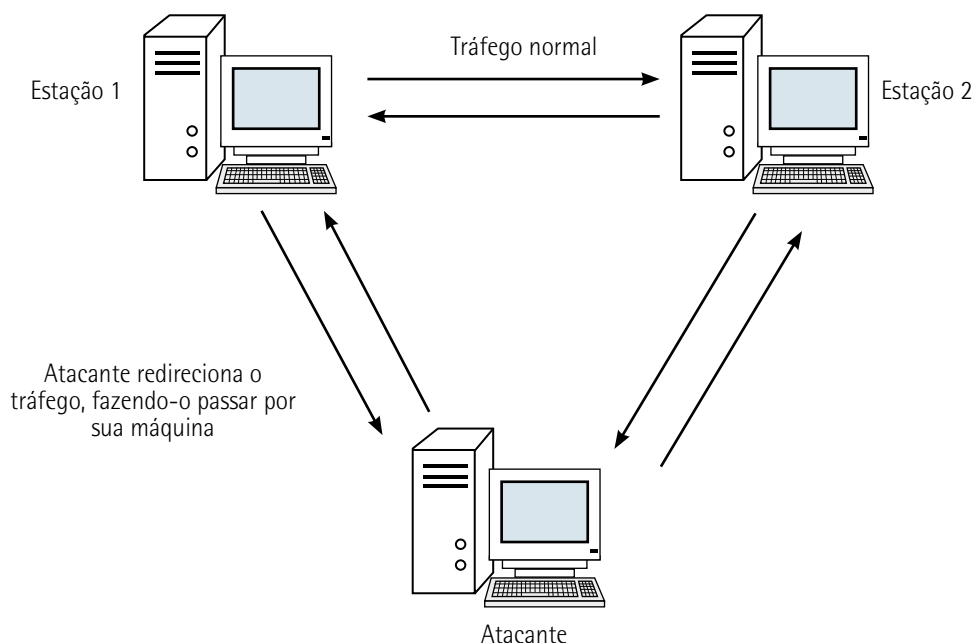 Tráfego normal
Estação 1
Estação 2
Atacante redireciona o
tráfego, fazendo-o passar por
sua máquina
Atacante